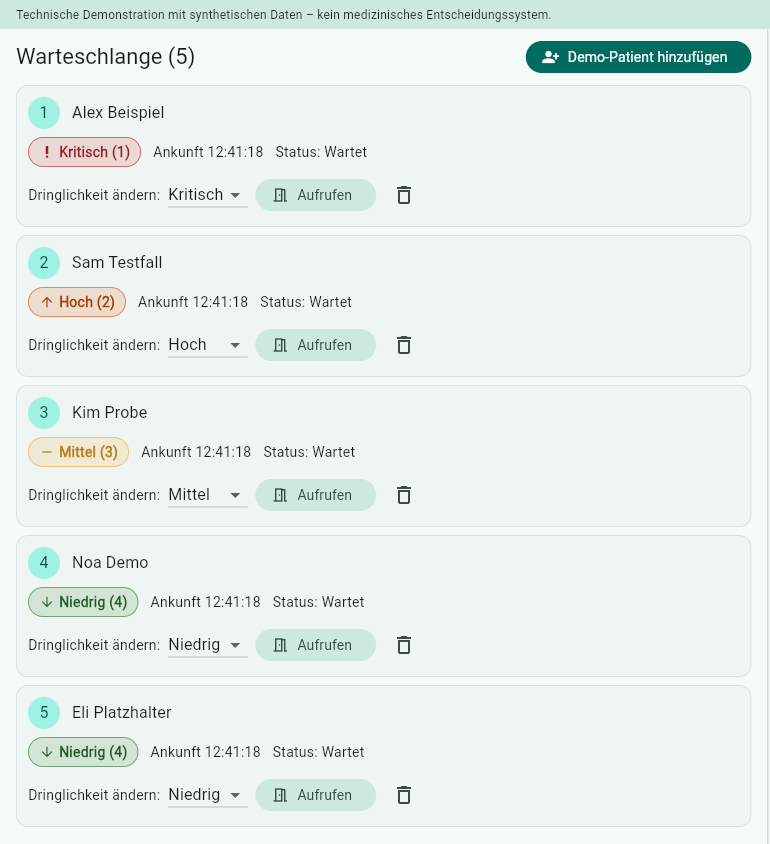 Technische Demonstration mit synthetischen Daten – kein medizinisches Entscheidungssystem.
Warteschlange (5)
Demo-Patient hinzufügen
1 Alex Beispiel
Kritisch (1) Ankunft 12:41:18 Status: Wartet
Dringlichkeit ändern: Kritisch Aufrufen
2 Sam Testfall
Hoch (2) Ankunft 12:41:18 Status: Wartet
Dringlichkeit ändern: Hoch Aufrufen
3 Kim Probe
Mittel (3) Ankunft 12:41:18 Status: Wartet
Dringlichkeit ändern: Mittel Aufrufen
4 Noa Demo
Niedrig (4) Ankunft 12:41:18 Status: Wartet
Dringlichkeit ändern: Niedrig Aufrufen
5 Eli Platzhalter
Niedrig (4) Ankunft 12:41:18 Status: Wartet
Dringlichkeit ändern: Niedrig Aufrufen